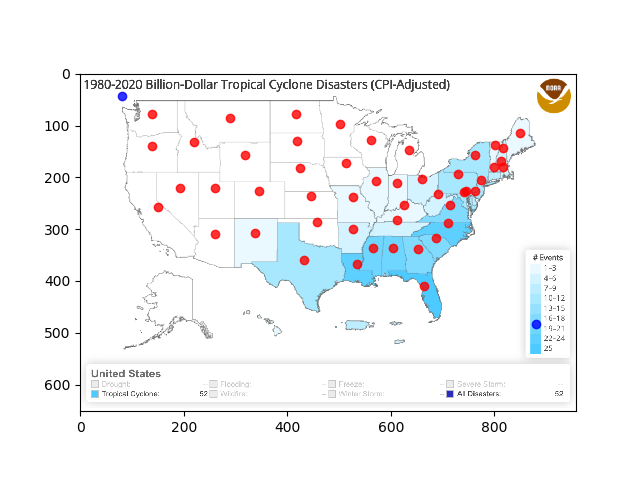 0
1980-2020 Billion-Dollar Tropical Cyclone Disasters (CPI-Adjusted)
NOAA
100
200
300
400
500
600
# Events
1–3
4–6
7–9
10–12
13–15
16–18
19–21
22–24
25
United States
Drought: -- Flooding: -- Freeze: -- Severe Storm: --
Tropical Cyclone: 52 Wildfire: -- Winter Storm: -- All Disasters: 52
0 200 400 600 800